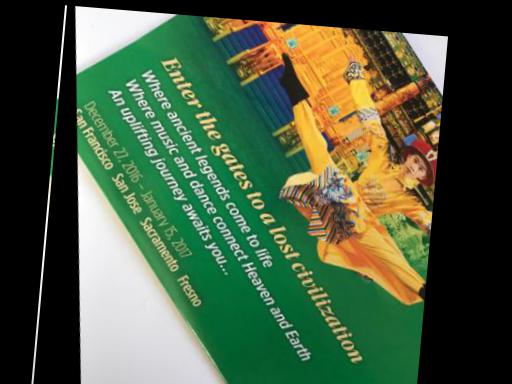 Enter the gates to a lost civilization
Where ancient legends come to life
Where music and dance connect Heaven and Earth
An uplifting journey awaits you...
December 27, 2016 - January 15, 2017
San Francisco San Jose Sacramento Fresno